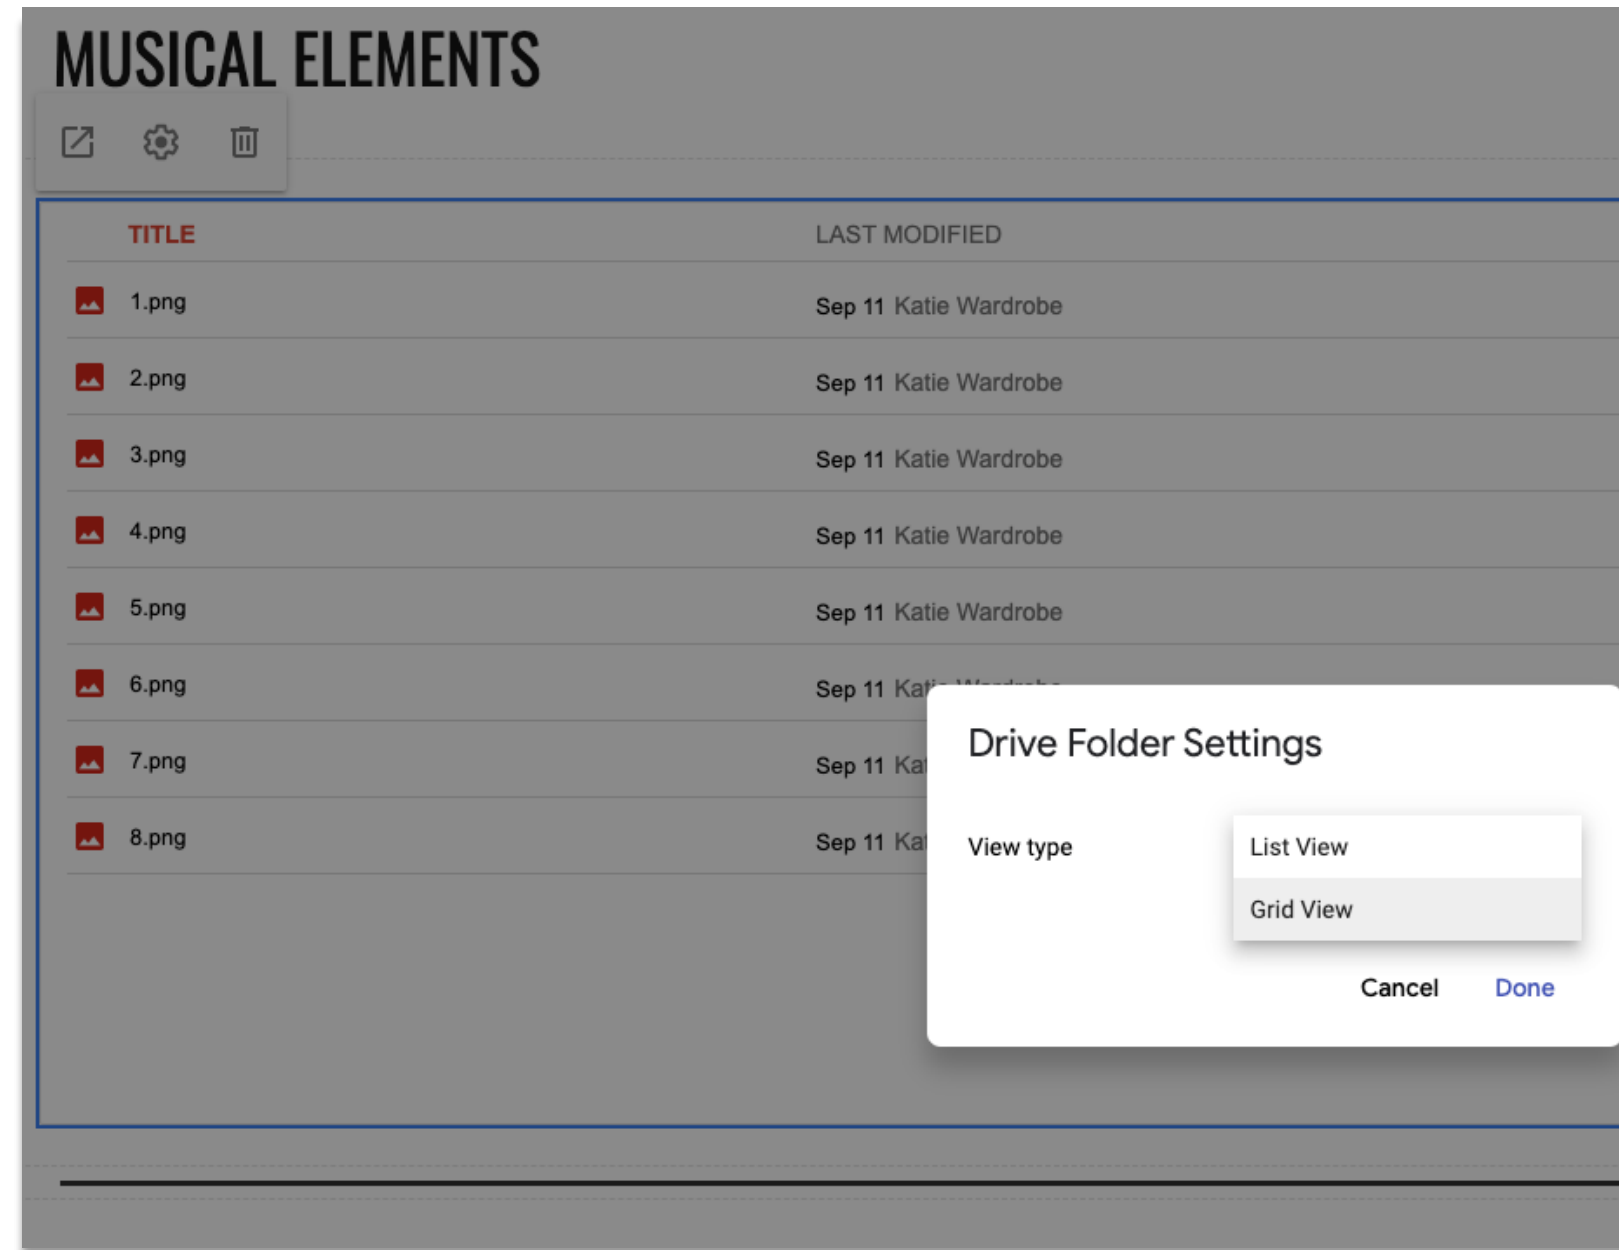 MUSICAL ELEMENTS
TITLE LAST MODIFIED
1.png Sep 11 Katie Wardrobe
2.png Sep 11 Katie Wardrobe
3.png Sep 11 Katie Wardrobe
4.png Sep 11 Katie Wardrobe
5.png Sep 11 Katie Wardrobe
6.png Sep 11
7.png Sep 11
8.png Sep 11
Drive Folder Settings
View type List View
Grid View
Cancel Done